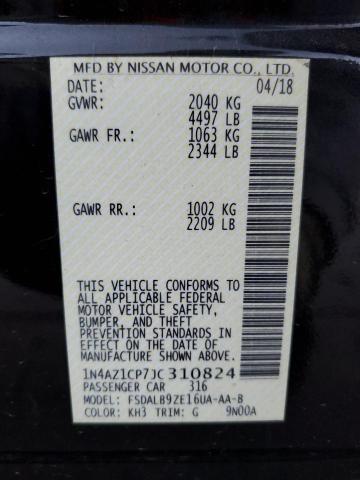 MFD BY NISSAN MOTOR CO., LTD.
DATE: 04/18
GVWR: 2040 KG
4497 LB
GAWR FR.: 1063 KG
2344 LB
GAWR RR.: 1002 KG
2209 LB
THIS VEHICLE CONFORMS TO
ALL APPLICABLE FEDERAL
MOTOR VEHICLE SAFETY,
BUMPER, AND THEFT
PREVENTION STANDARDS IN
EFFECT ON THE DATE OF
MANUFACTURE SHOWN ABOVE.
1N4AZ1CP7JC310824
PASSENGER CAR 316
MODEL: FSDALB9ZE16UA-AA-B
COLOR: KH3 TRIM: G 9N00A